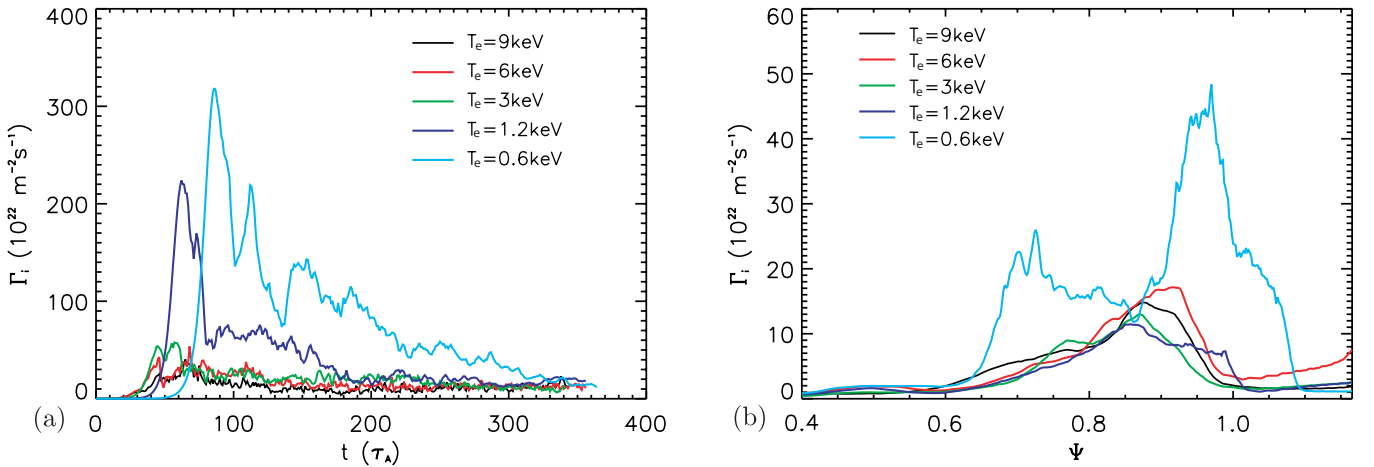 400
300
200
100
0
Γᵢ (10²² m⁻²s⁻¹)
Tₑ=9keV
Tₑ=6keV
Tₑ=3keV
Tₑ=1.2keV
Tₑ=0.6keV
0 100 200 300 400
t (τ_A)
(a)
60
50
40
30
20
10
0
Γᵢ (10²² m⁻²s⁻¹)
Tₑ=9keV
Tₑ=6keV
Tₑ=3keV
Tₑ=1.2keV
Tₑ=0.6keV
0.4 0.6 0.8 1.0
Ψ
(b)